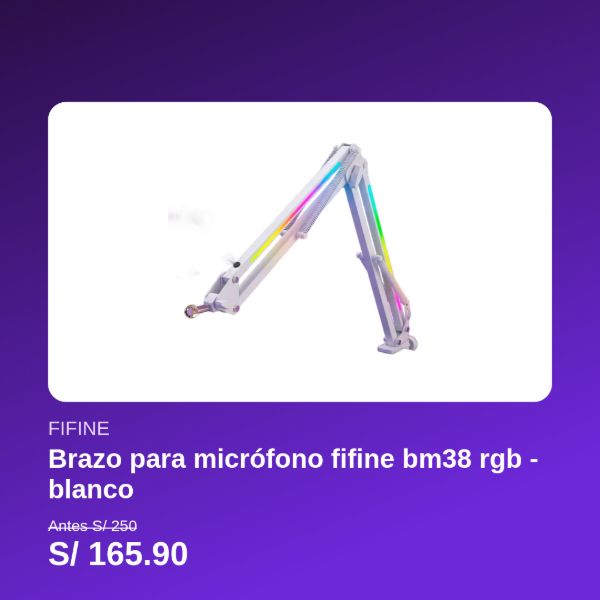 FIFINE
Brazo para micrófono fifine bm38 rgb -
blanco
Antes S/ 250
S/ 165.90